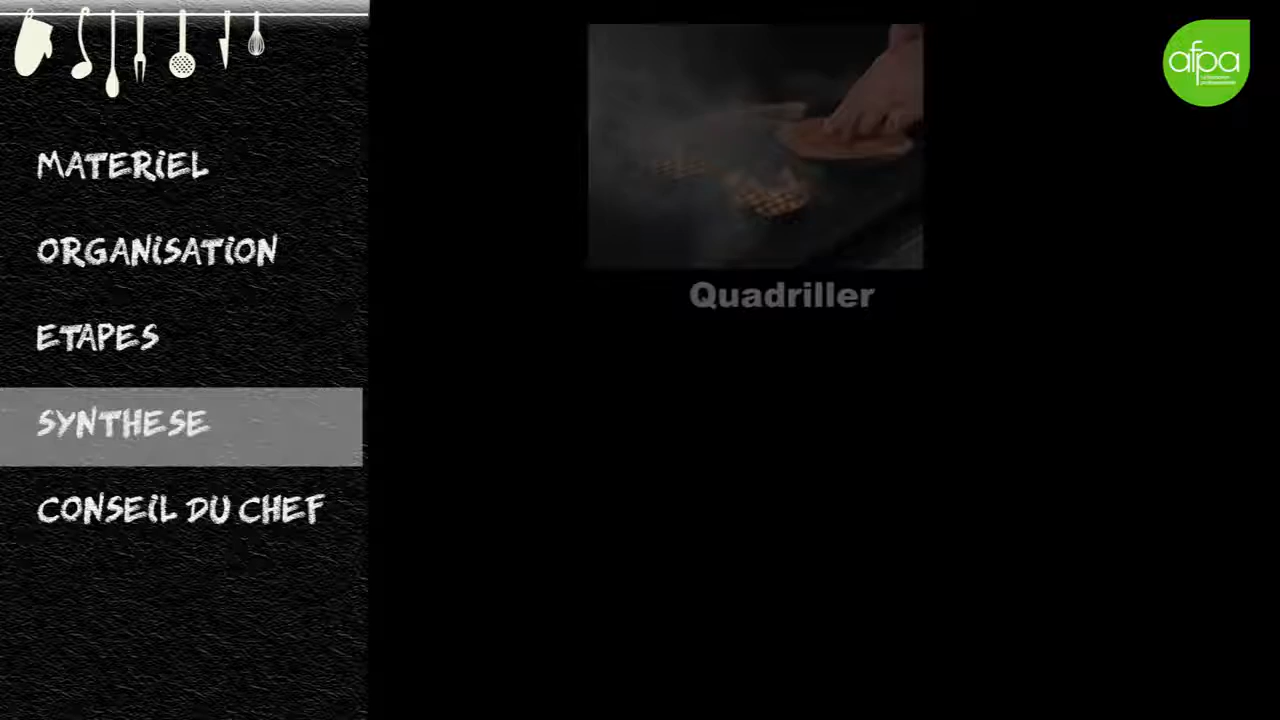 MATERIEL
ORGANISATION
ETAPES
SYNTHESE
CONSEIL DU CHEF
Quadriller
afpa